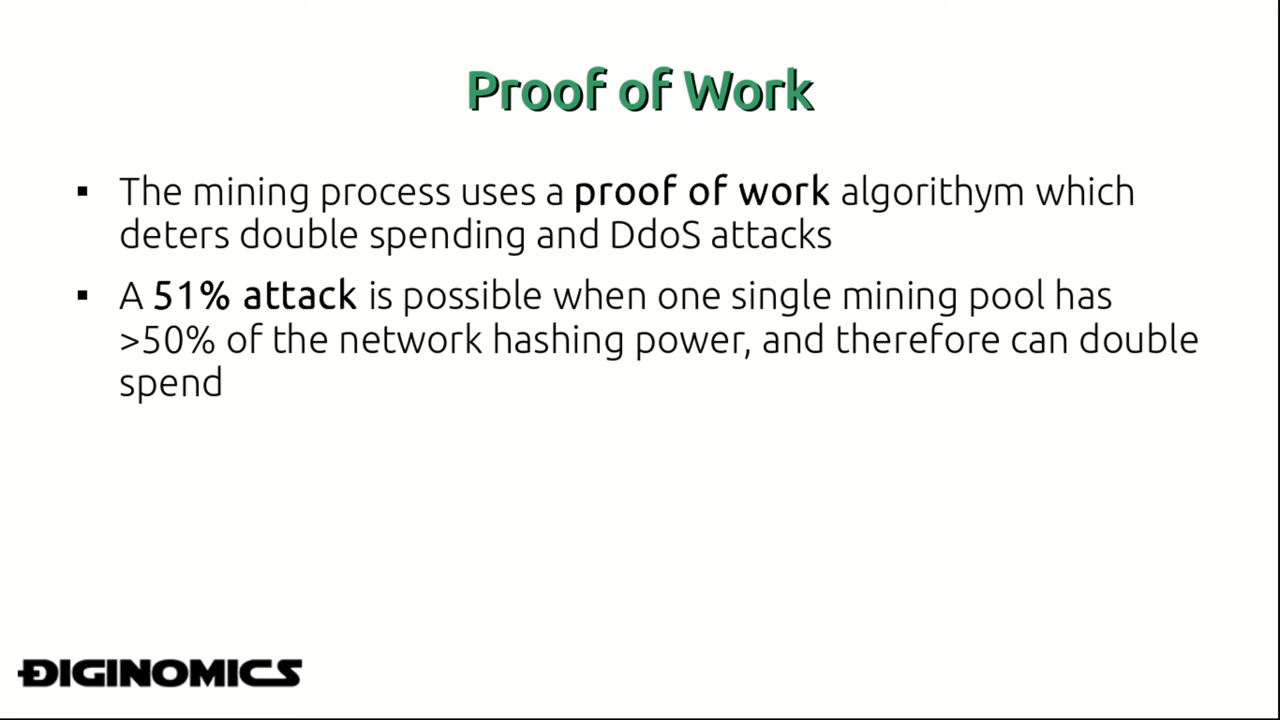 Proof of Work
▪ The mining process uses a proof of work algorithym which
deters double spending and DdoS attacks
▪ A 51% attack is possible when one single mining pool has
>50% of the network hashing power, and therefore can double
spend
ÐIGINOMICS